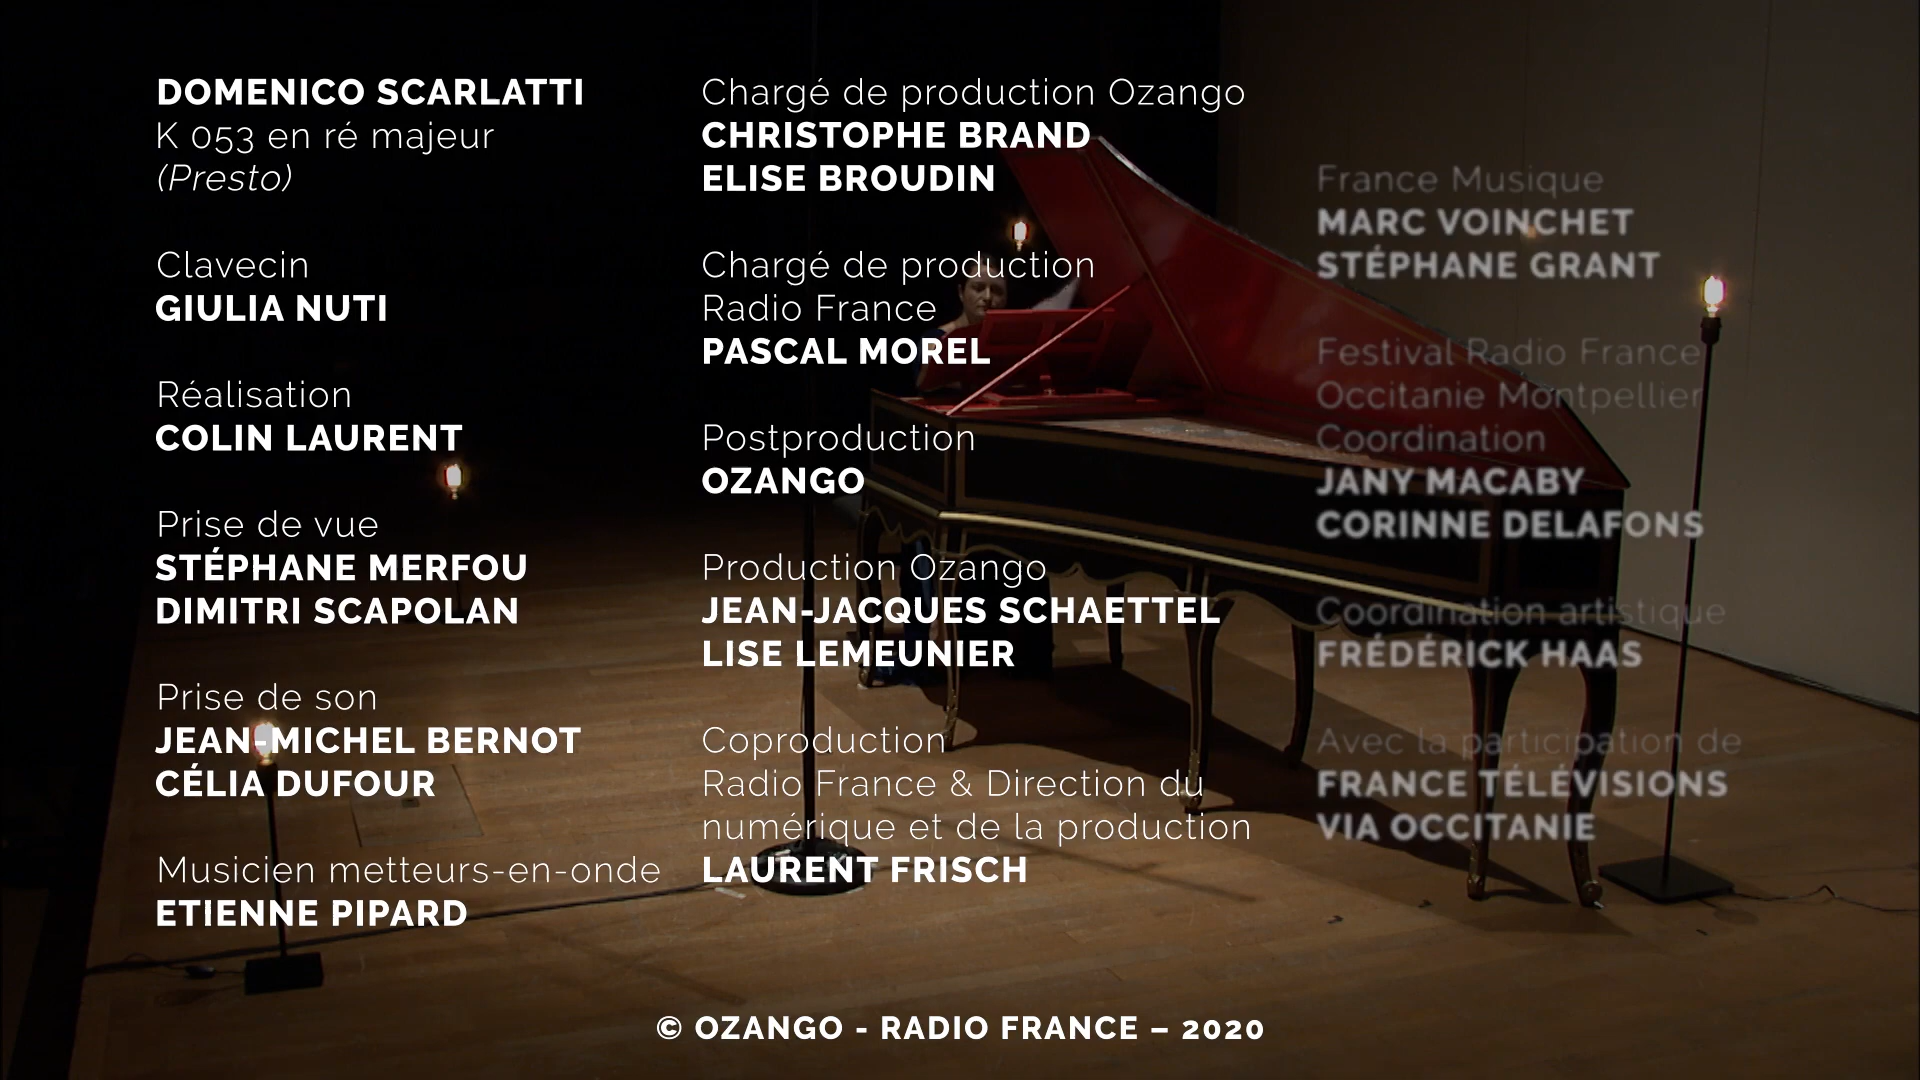 DOMENICO SCARLATTI
K 053 en ré majeur
(Presto)
Clavecin
GIULIA NUTI
Réalisation
COLIN LAURENT
Prise de vue
STÉPHANE MERFOU
DIMITRI SCAPOLAN
Prise de son
JEAN-MICHEL BERNOT
CÉLIA DUFOUR
Musicien metteurs-en-onde
ETIENNE PIPARD
Chargé de production Ozango
CHRISTOPHE BRAND
ELISE BROUDIN
Chargé de production
Radio France
PASCAL MOREL
Postproduction
OZANGO
Production Ozango
JEAN-JACQUES SCHAETTEL
LISE LEMEUNIER
Coproduction
Radio France & Direction du
numérique et de la production
LAURENT FRISCH
France Musique
MARC VOINCHET
STÉPHANE GRANT
Festival Radio France
Occitanie Montpellier
Coordination
JANY MACABY
CORINNE DELAFONS
Coordination artistique
FRÉDÉRICK HAAS
Avec la participation de
FRANCE TÉLÉVISIONS
VIA OCCITANIE
© OZANGO - RADIO FRANCE – 2020